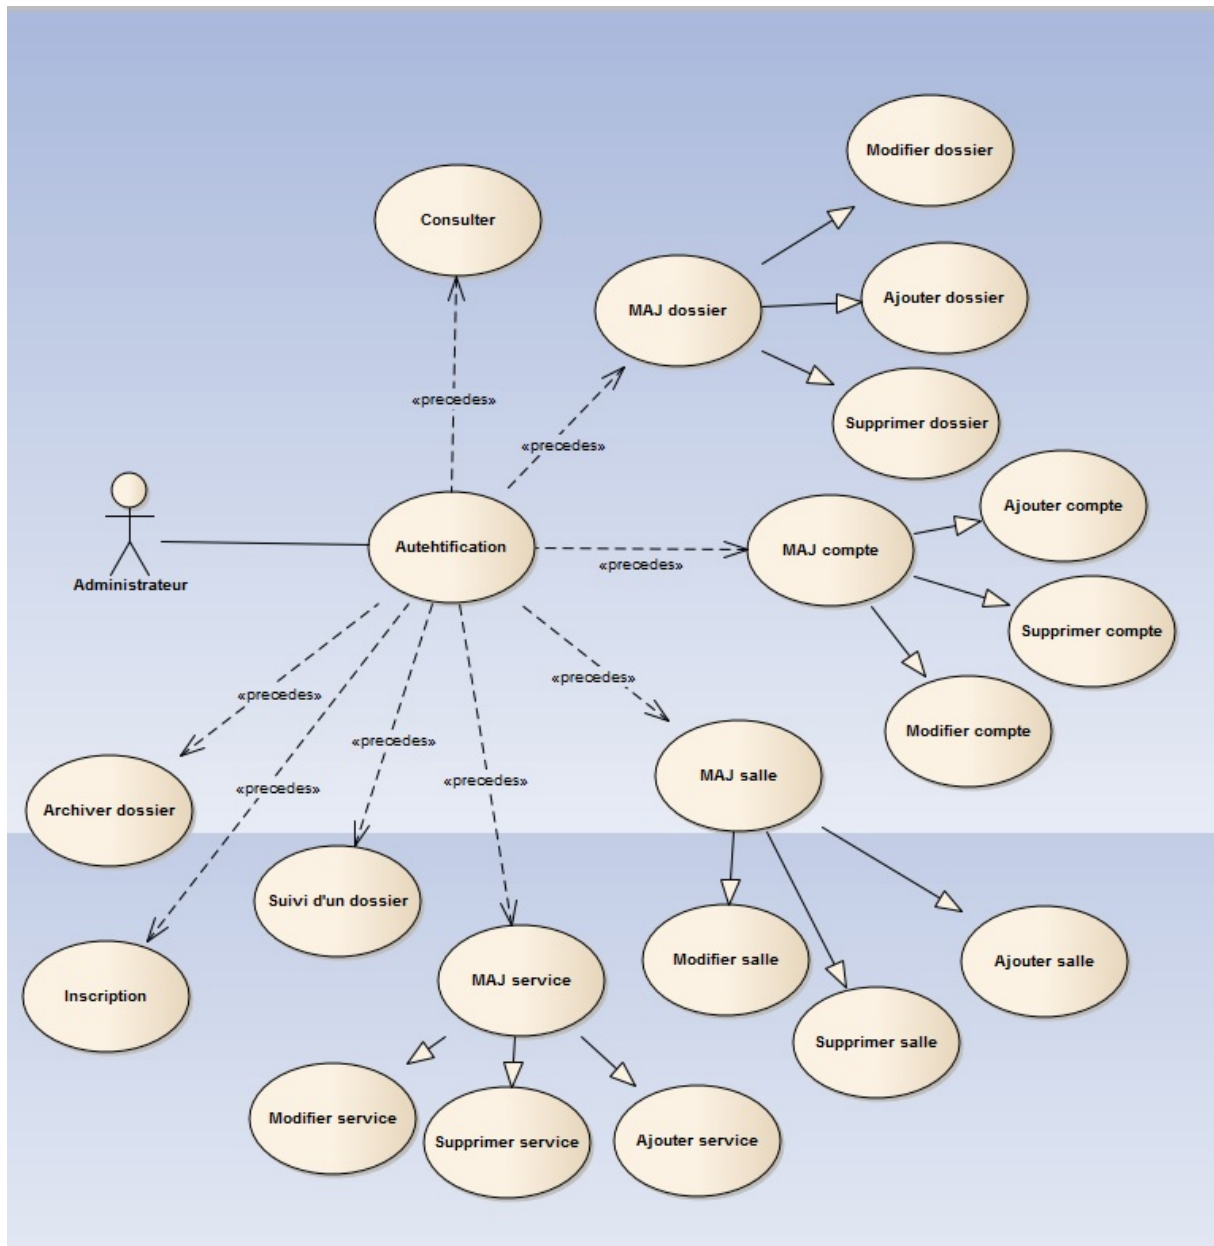 Modifier dossier
Consulter
Ajouter dossier
MAJ dossier
«precedes»
Supprimer dossier
«precedes»
Ajouter compte
Autehtification
MAJ compte
«precedes»
Administrateur
Supprimer compte
«precedes»
«precedes»
Modifier compte
«precedes»
MAJ salle
«precedes»
«precedes»
Archiver dossier
Suivi d'un dossier
Modifier salle
Ajouter salle
MAJ service
Inscription
Supprimer salle
Modifier service
Supprimer service
Ajouter service